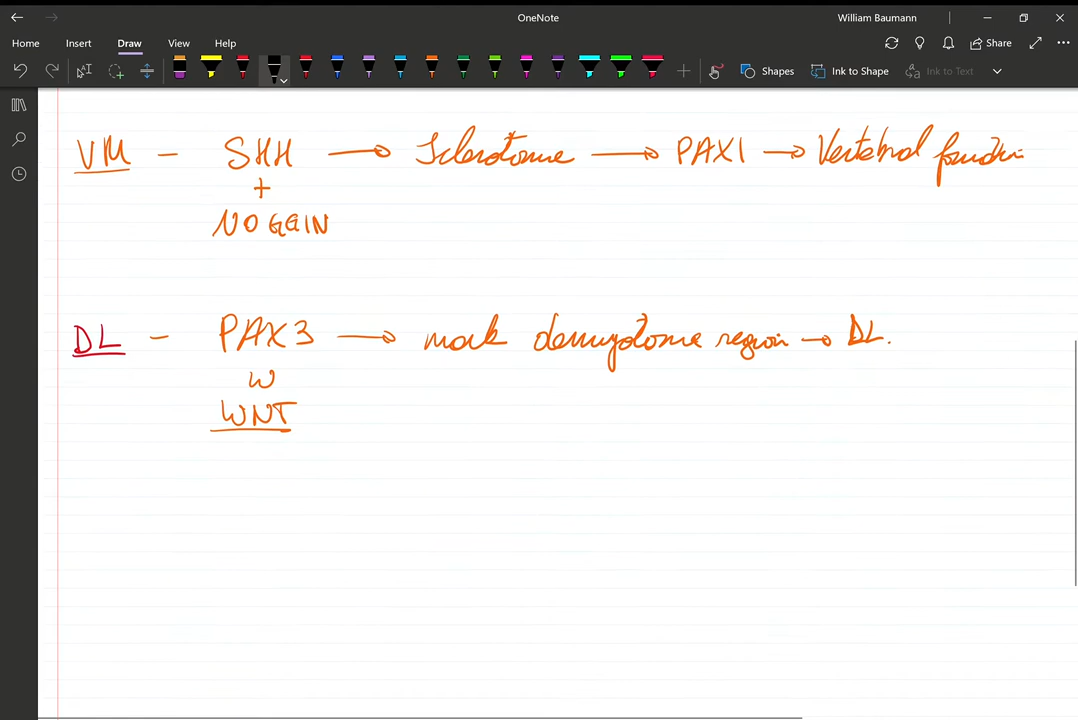 OneNote
William Baumann
Home Insert Draw View Help
Share
Shapes
Ink to Shape
Ink to Text
VM - SHH → Sclerotome → PAX1 → Vertebral
+
NOGGIN
DL - PAX3 → mark demyotome region → DL.
W
WNT